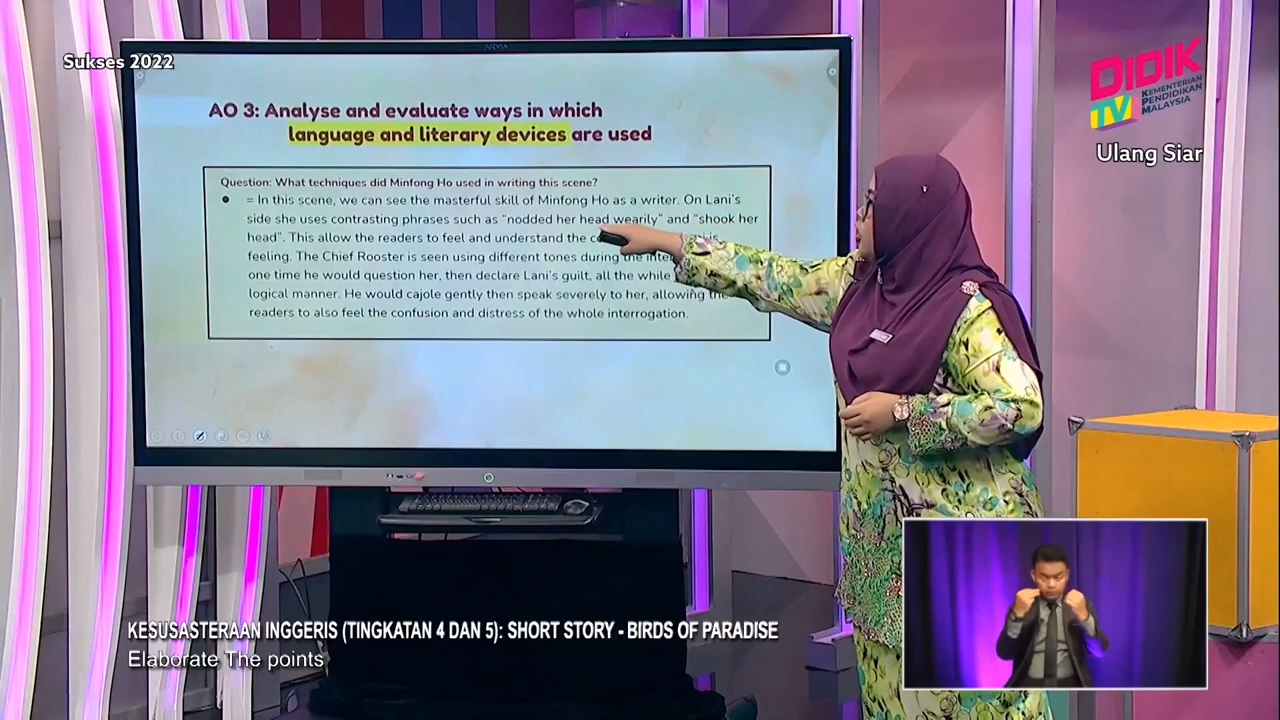 Sukses 2022
DIDIK
TV
KEMENTERIAN
PENDIDIKAN
MALAYSIA
Ulang Siar
AO 3: Analyse and evaluate ways in which
language and literary devices are used
Question: What techniques did Minfong Ho used in writing this scene?
= In this scene, we can see the masterful skill of Minfong Ho as a writer. On Lani's
side she uses contrasting phrases such as "nodded her head wearily" and "shook her
head". This allow the readers to feel and understand the
feeling. The Chief Rooster is seen using different tones during the
one time he would question her, then declare Lani's guilt, all the while
logical manner. He would cajole gently then speak severely to her, allowing the
readers to also feel the confusion and distress of the whole interrogation.
KESUSASTERAAN INGGERIS (TINGKATAN 4 DAN 5): SHORT STORY - BIRDS OF PARADISE
Elaborate The points